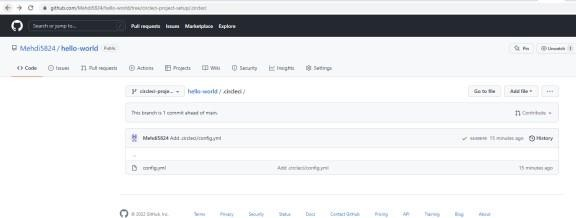 github.com/Mehdi5824/hello-world/tree/circleci-project-setup/.circleci
Search or jump to... / Pull requests Issues Marketplace Explore
Mehdi5824 / hello-world Public Pin Unwatch 1
Code Issues Pull requests Actions Projects Wiki Security Insights Settings
circleci-proje... hello-world / .circleci / Go to file Add file ...
This branch is 1 commit ahead of main. Contribute
Mehdi5824 Add .circleci/config.yml 15 minutes ago History
..
config.yml Add .circleci/config.yml 15 minutes ago
© 2022 GitHub, Inc. Terms Privacy Security Status Docs Contact GitHub Pricing API Training Blog About